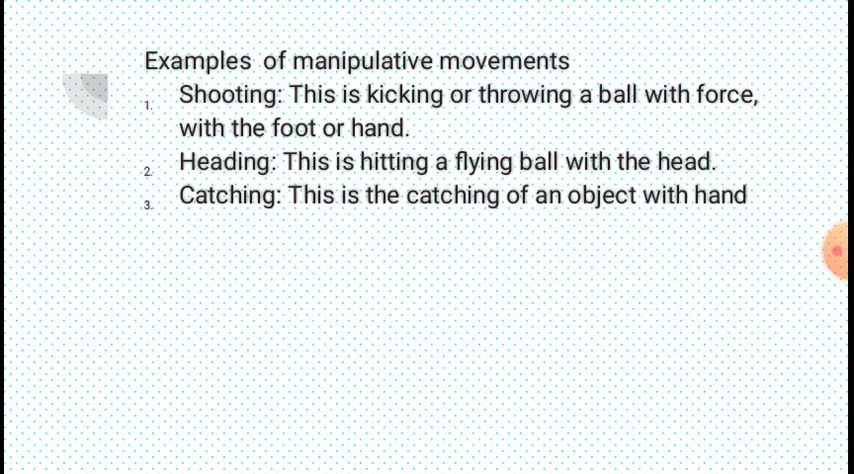 Examples of manipulative movements
1. Shooting: This is kicking or throwing a ball with force,
with the foot or hand.
2. Heading: This is hitting a flying ball with the head.
3. Catching: This is the catching of an object with hand